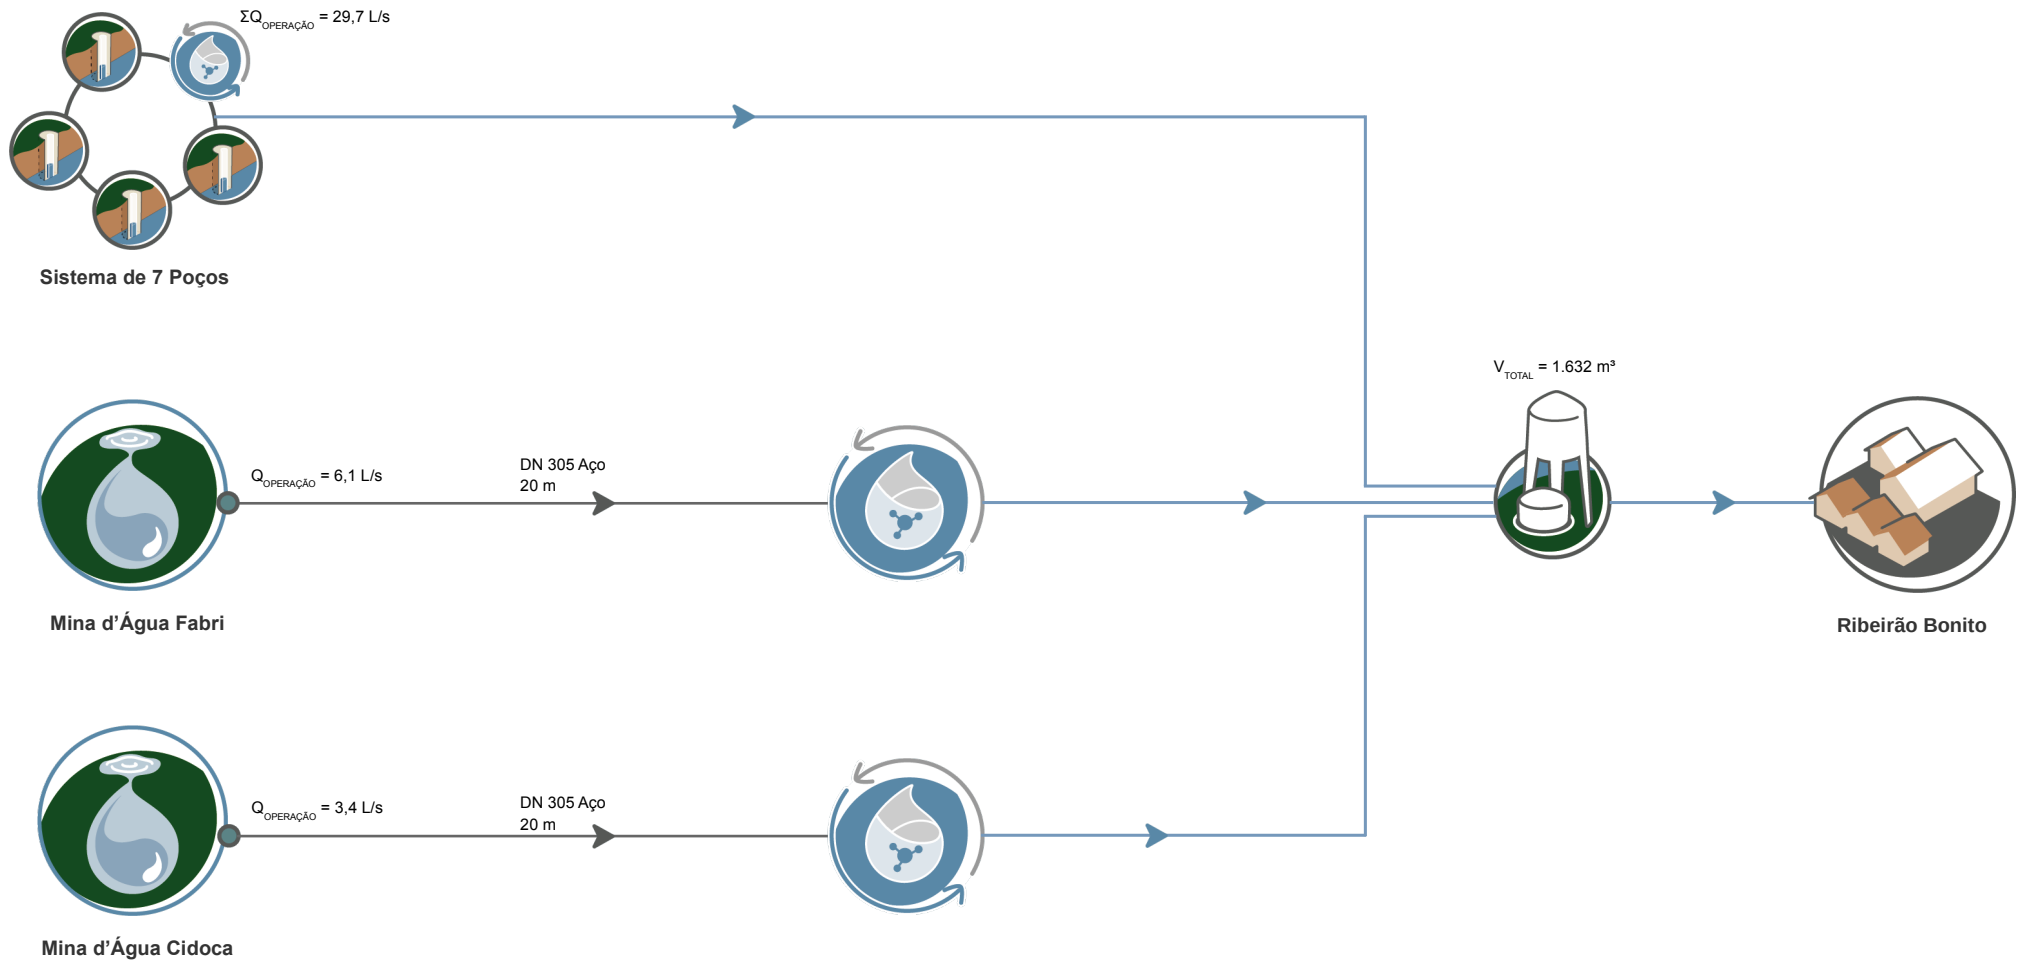 ΣQOPERAÇÃO = 29,7 L/s
Sistema de 7 Poços
VTOTAL = 1.632 m³
QOPERAÇÃO = 6,1 L/s
DN 305 Aço
20 m
Mina d’Água Fabri
Ribeirão Bonito
QOPERAÇÃO = 3,4 L/s
DN 305 Aço
20 m
Mina d’Água Cidoca